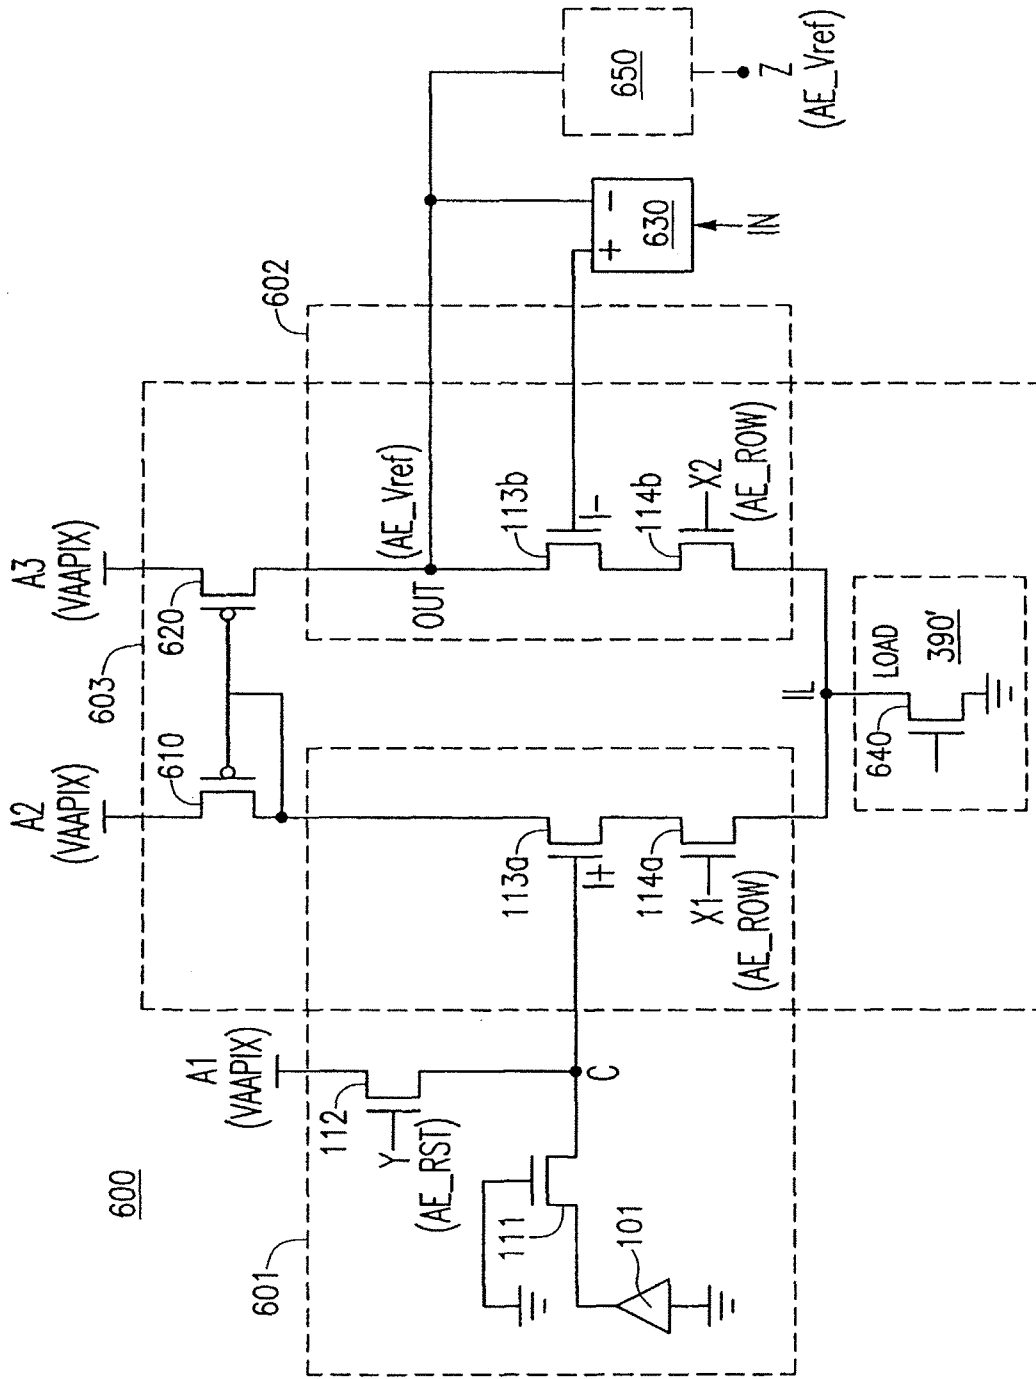 600
A1
(VAAPIX)
A2
(VAAPIX)
A3
(VAAPIX)
603
610
620
602
601
112
Y
(AE_RST)
(AE_Vref)
OUT
650
Z
(AE_Vref)
111
101
C
113a
I+
114a
X1
(AE_ROW)
113b
I-
114b
X2
(AE_ROW)
+
-
630
IN
IL
LOAD
390'
640